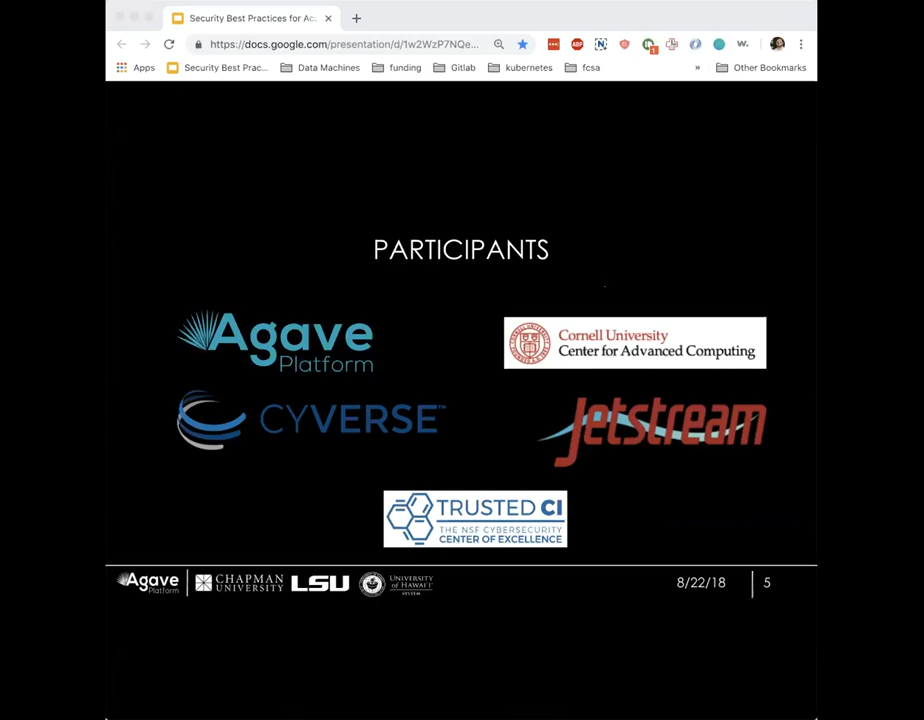 Security Best Practices for Ac
https://docs.google.com/presentation/d/1w2WzP7NQe...
Apps
Security Best Prac...
Data Machines
funding
Gitlab
kubernetes
fcsa
»
Other Bookmarks
PARTICIPANTS
Agave
Platform
Cornell University
Center for Advanced Computing
CYVERSE™
Jetstream
TRUSTED CI
THE NSF CYBERSECURITY
CENTER OF EXCELLENCE
Agave
Platform
CHAPMAN
UNIVERSITY
LSU
UNIVERSITY
OF HAWAI'I
SYSTEM
8/22/18
5